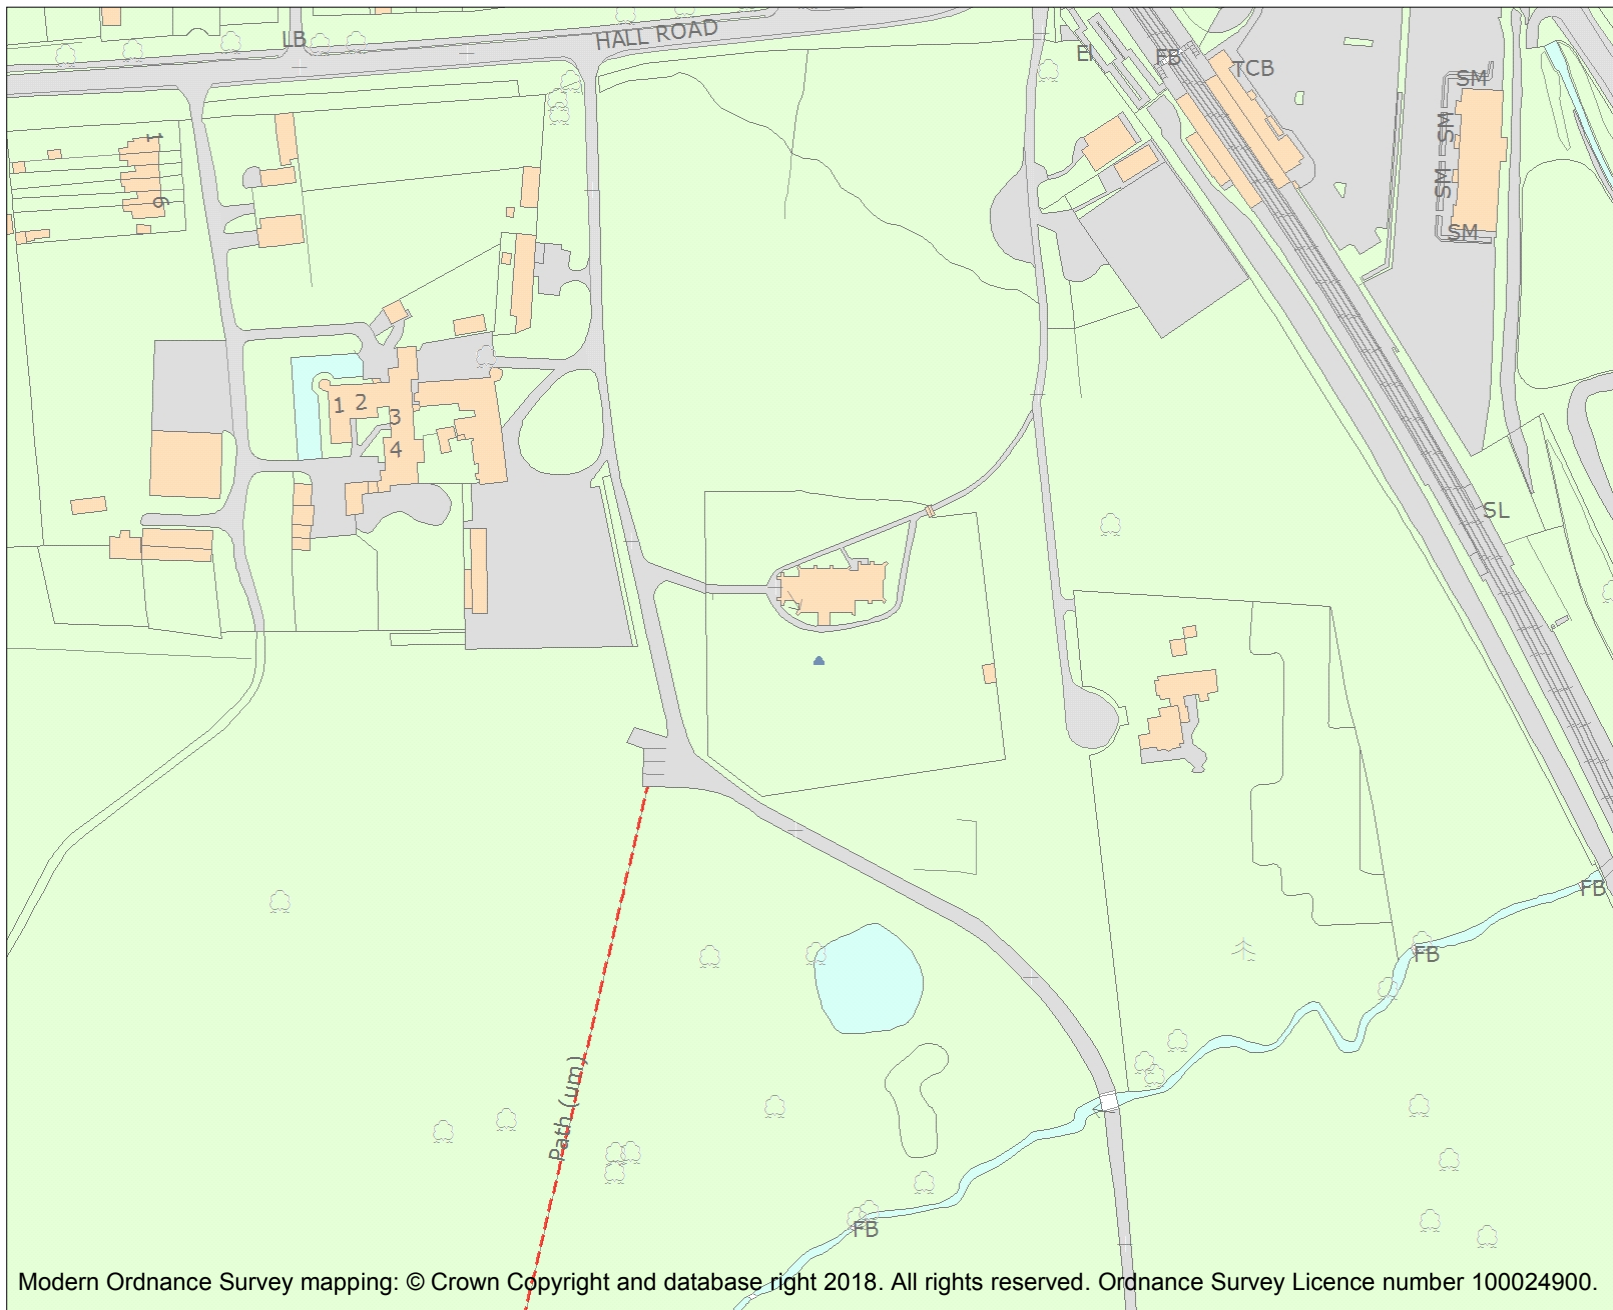 LB
HALL ROAD
El
FB
TCB
SM
SM
SM
SM
1
6
1
2
3
4
SL
FB
FB
Path (um)
FB
Modern Ordnance Survey mapping: © Crown Copyright and database right 2018. All rights reserved. Ordnance Survey Licence number 100024900.